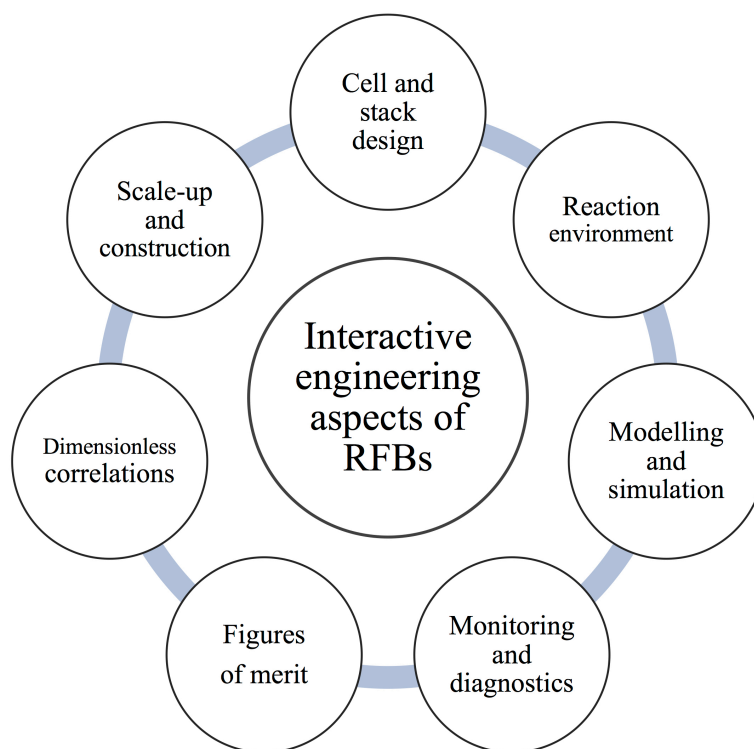 Cell and
stack
design
Reaction
environment
Modelling
and
simulation
Monitoring
and
diagnostics
Figures
of merit
Dimensionless
correlations
Scale-up
and
construction
Interactive
engineering
aspects of
RFBs